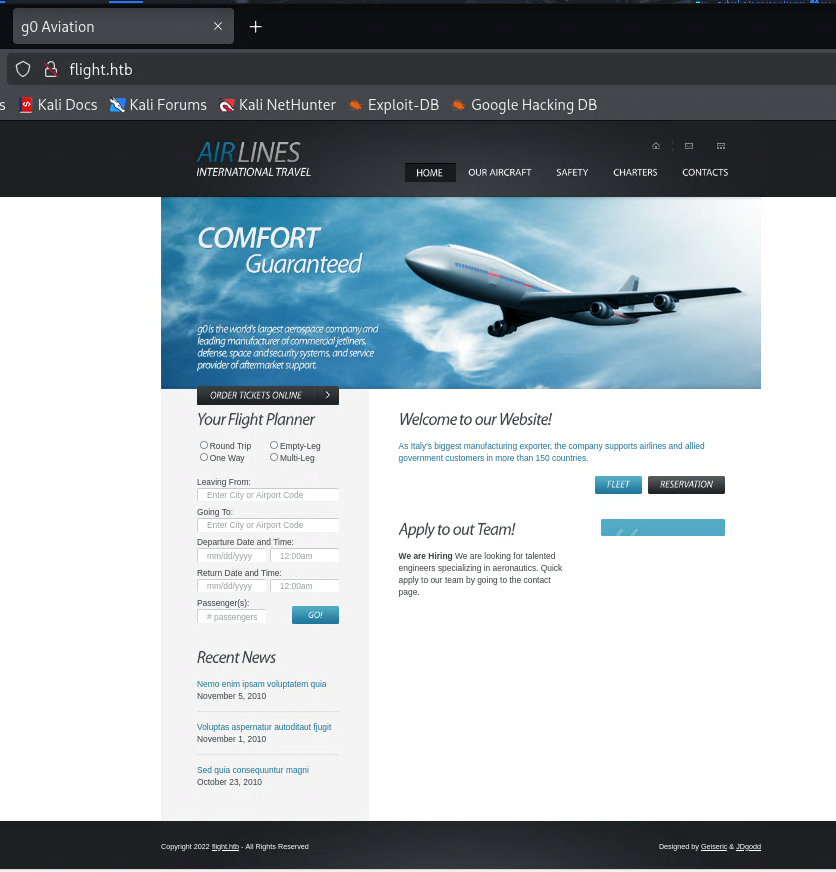 g0 Aviation
flight.htb
s Kali Docs Kali Forums Kali NetHunter Exploit-DB Google Hacking DB
AIRLINES
INTERNATIONAL TRAVEL
HOME OUR AIRCRAFT SAFETY CHARTERS CONTACTS
COMFORT
Guaranteed
g0 is the world's largest aerospace company and
leading manufacturer of commercial jetliners,
defense, space and security systems, and service
provider of aftermarket support.
ORDER TICKETS ONLINE
Your Flight Planner
Round Trip Empty-Leg
One Way Multi-Leg
Leaving From:
Enter City or Airport Code
Going To:
Enter City or Airport Code
Departure Date and Time:
mm/dd/yyyy 12:00am
Return Date and Time:
mm/dd/yyyy 12:00am
Passenger(s):
# passengers GO!
Recent News
Nemo enim ipsam voluptatem quia
November 5, 2010
Voluptas aspernatur autoditaut fjugit
November 1, 2010
Sed quia consequuntur magni
October 23, 2010
Welcome to our Website!
As Italy's biggest manufacturing exporter, the company supports airlines and allied
government customers in more than 150 countries.
FLEET RESERVATION
Apply to out Team!
We are Hiring We are looking for talented
engineers specializing in aeronautics. Quick
apply to our team by going to the contact
page.
Copyright 2022 flight.htb - All Rights Reserved
Designed by Geiseric & JDgodd